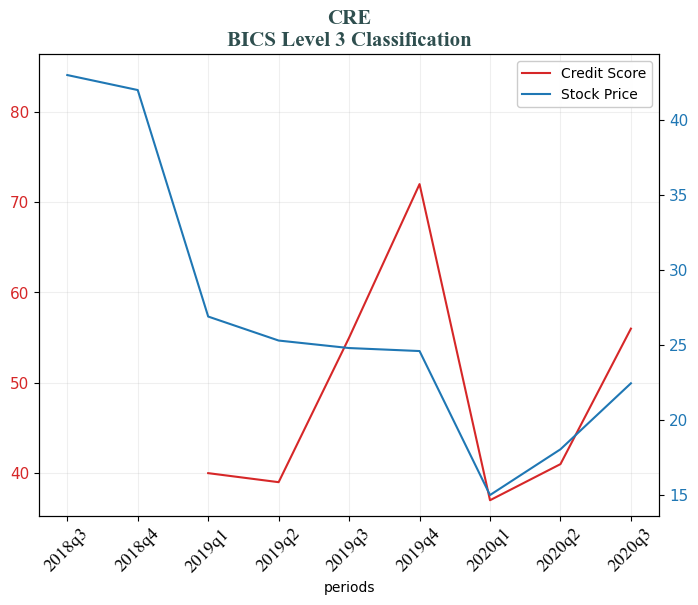 CRE
BICS Level 3 Classification
Credit Score
Stock Price
80
70
60
50
40
40
35
30
25
20
15
2018q3
2018q4
2019q1
2019q2
2019q3
2019q4
2020q1
2020q2
2020q3
periods